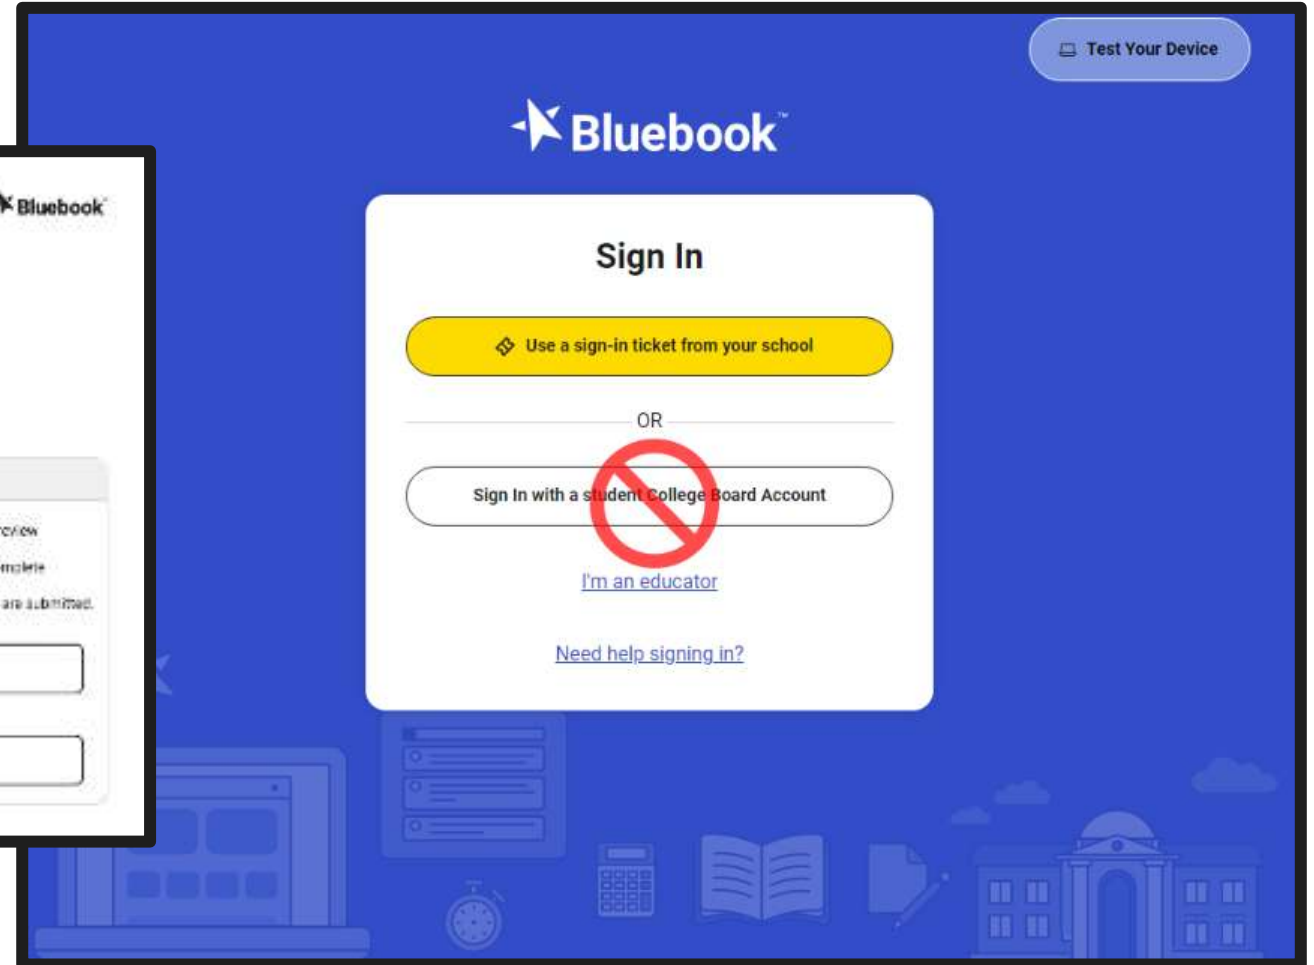 Test Your Device
Bluebook™
Bluebook
Sign In
Use a sign-in ticket from your school
OR
Sign In with a student College Board Account
I'm an educator
Need help signing in?
are submitted.